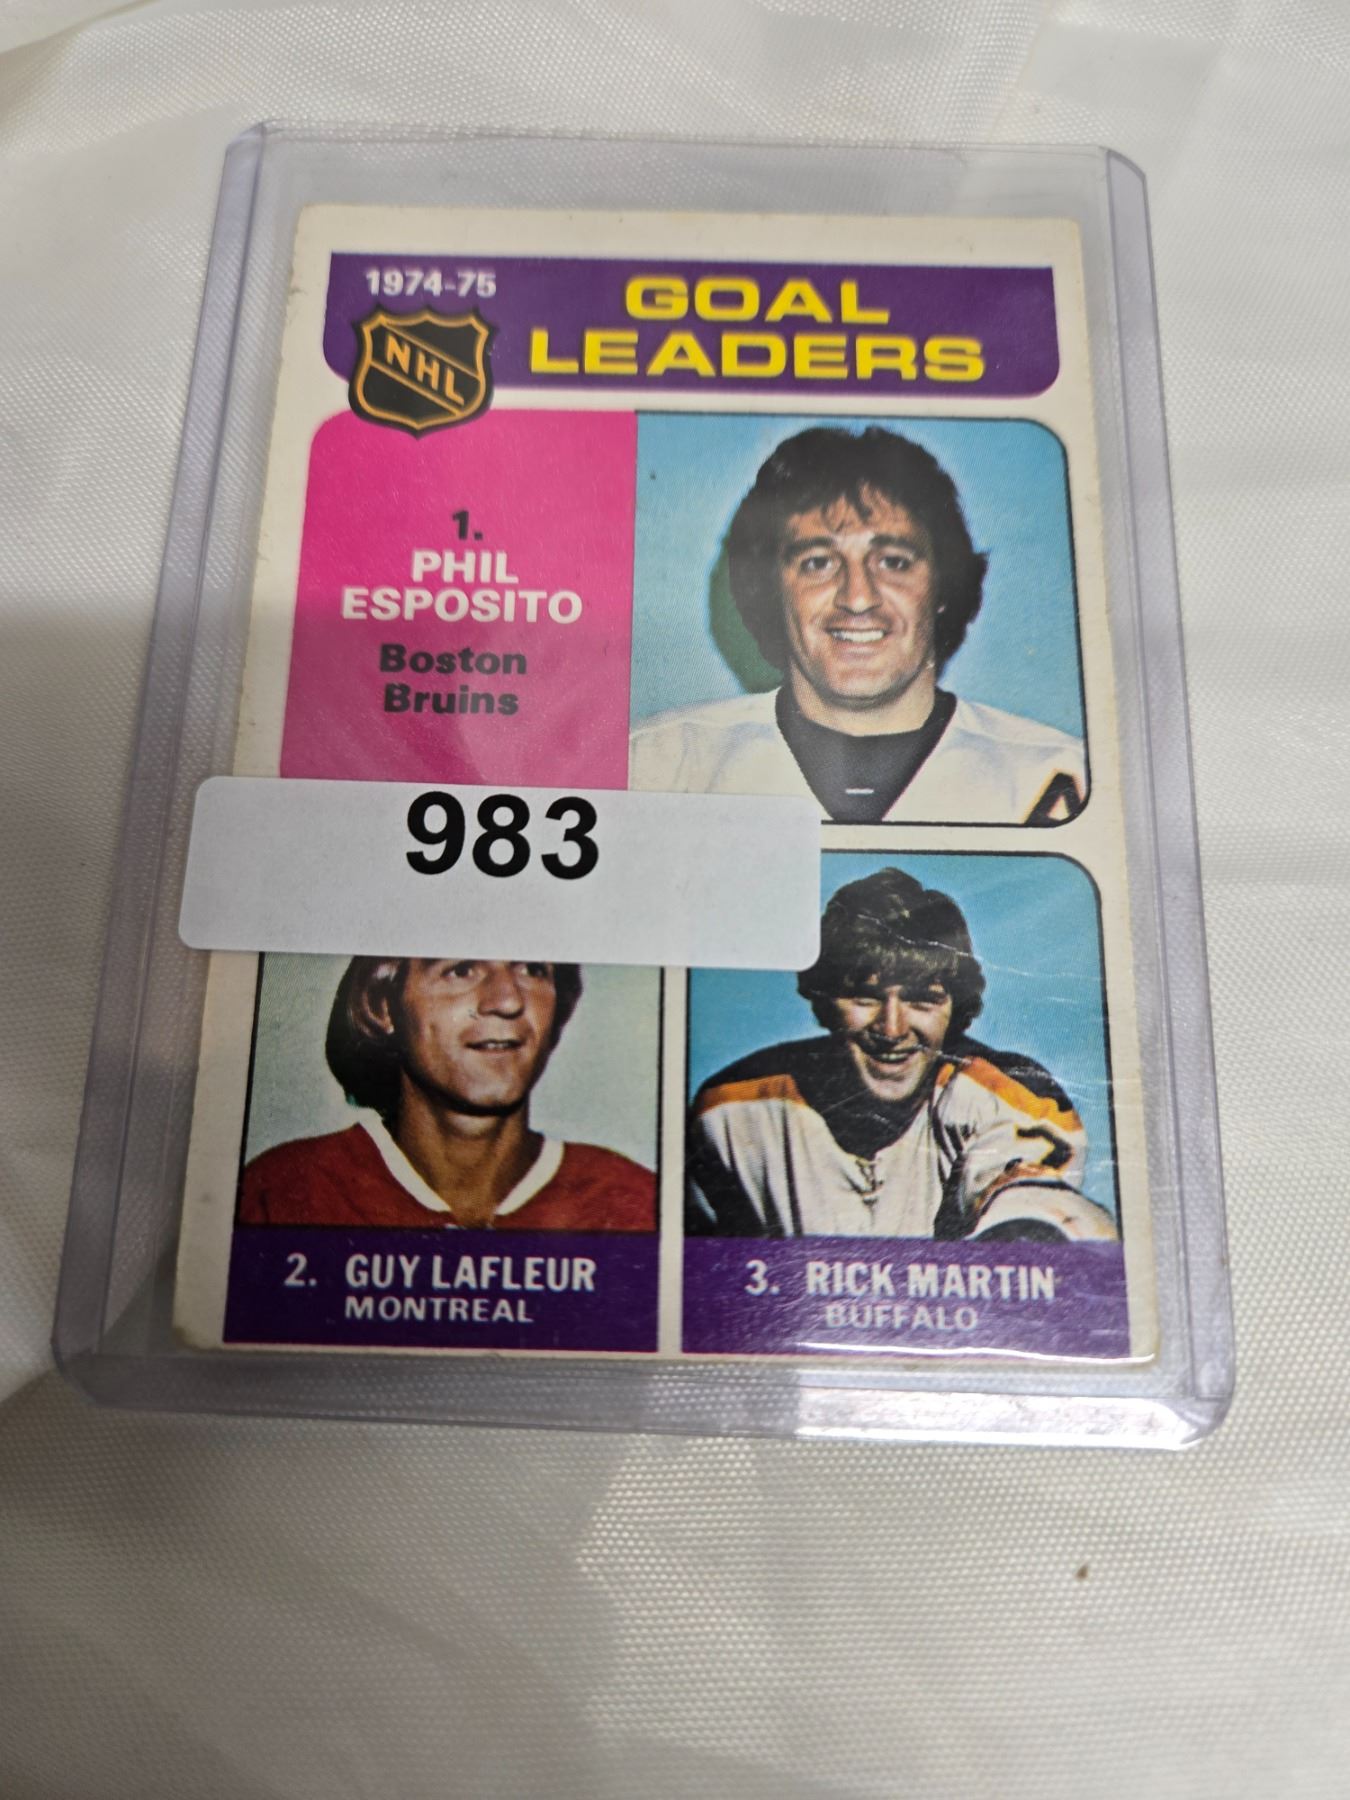 1974-75
NHL
GOAL
LEADERS
1.
PHIL
ESPOSITO
Boston
Bruins
983
2. GUY LAFLEUR
MONTREAL
3. RICK MARTIN
BUFFALO